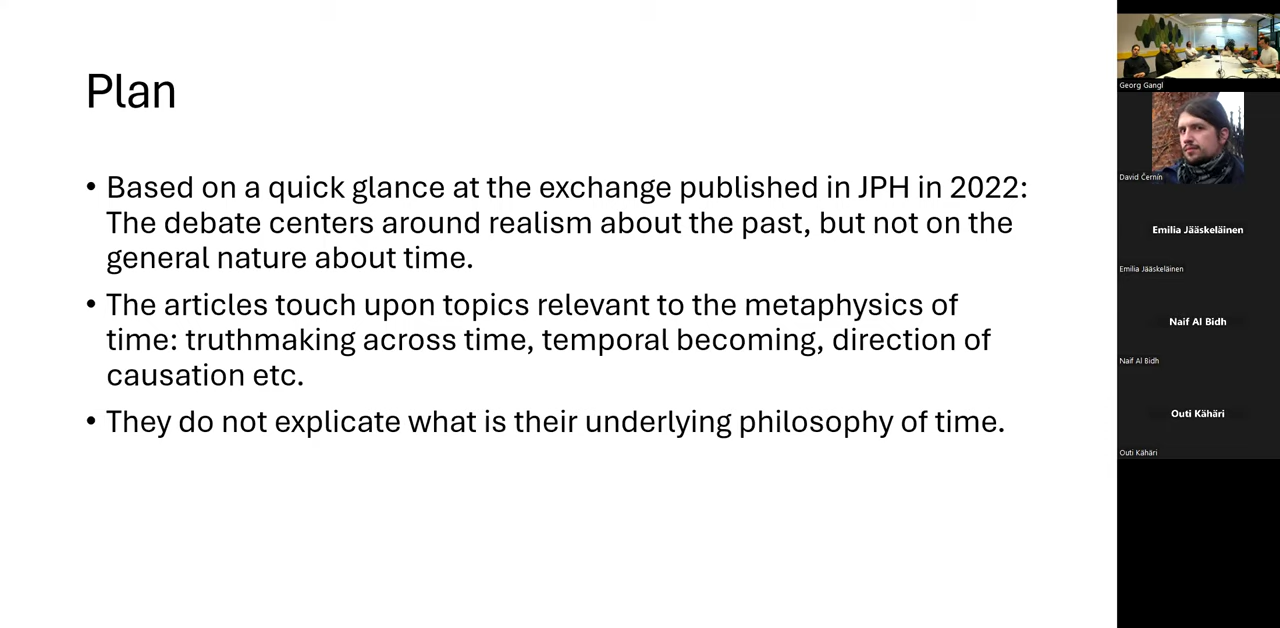 Plan
• Based on a quick glance at the exchange published in JPH in 2022:
The debate centers around realism about the past, but not on the
general nature about time.
• The articles touch upon topics relevant to the metaphysics of
time: truthmaking across time, temporal becoming, direction of
causation etc.
• They do not explicate what is their underlying philosophy of time.
Georg Gangl
David Černín
Emilia Jääskeläinen
Emilia Jääskeläinen
Naif Al Bidh
Naif Al Bidh
Outi Kähäri
Outi Kähäri